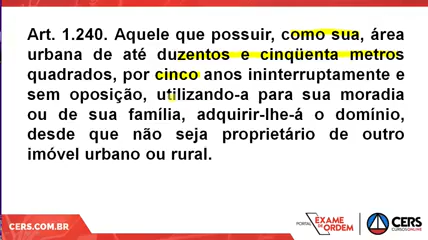 Art. 1.240. Aquele que possuir, como sua, área
urbana de até duzentos e cinqüenta metros
quadrados, por cinco anos ininterruptamente e
sem oposição, utilizando-a para sua moradia
ou de sua família, adquirir-lhe-á o domínio,
desde que não seja proprietário de outro
imóvel urbano ou rural.
CERS.COM.BR
PORTAL EXAME DE ORDEM
CERS
CURSOS ONLINE